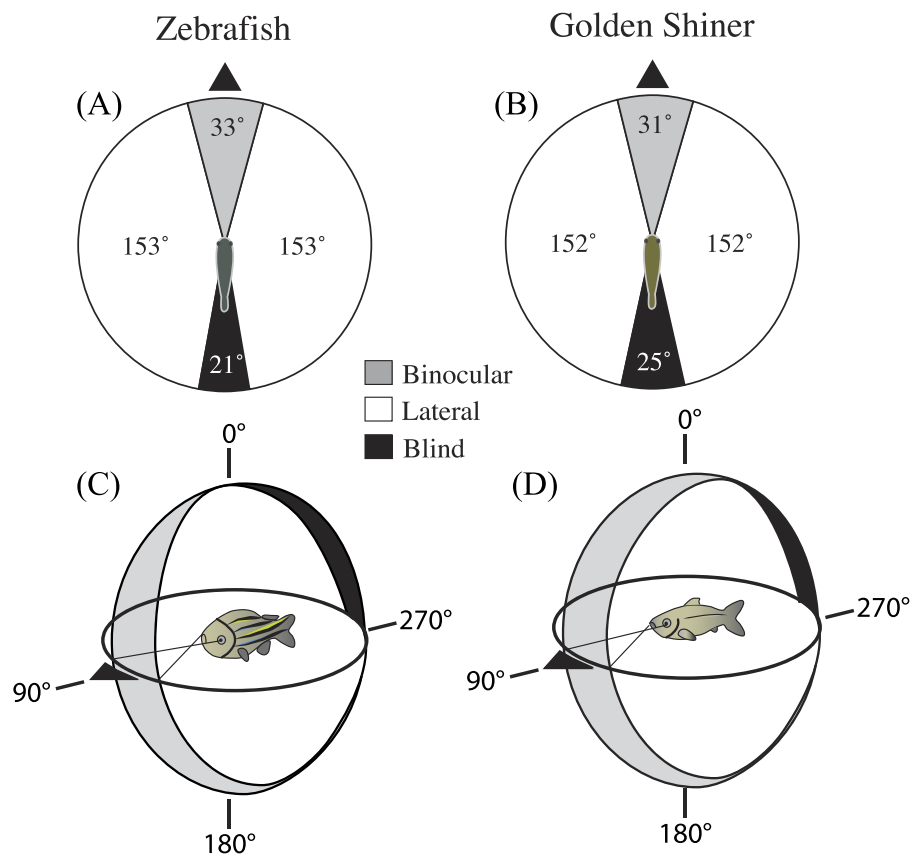 Zebrafish
Golden Shiner
(A)
33°
153°
153°
21°
(B)
31°
152°
152°
25°
Binocular
Lateral
Blind
(C)
0°
270°
90°
180°
(D)
0°
270°
90°
180°